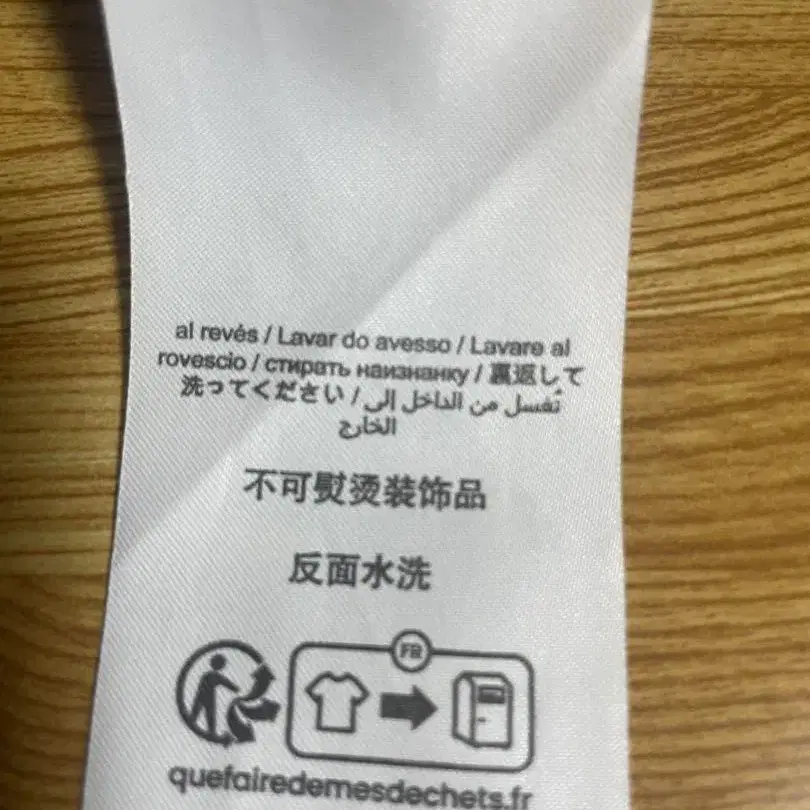 al revés / Lavar do avesso / Lavare al
rovescio / стирать наизнанку / 裏返して
洗ってください / تُغسل من الداخل إلى
الخارج
不可熨烫装饰品
反面水洗
FR
quefairedemesdechets.fr